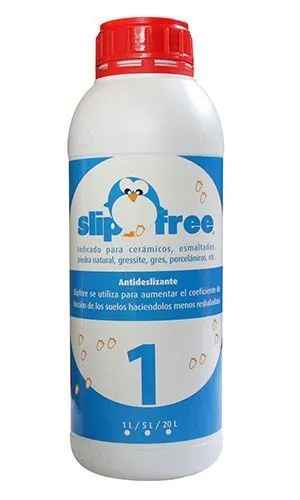 slip free
Indicado para cerámicos, esmaltados,
piedra natural, gressite, gres, porcelánicos, etc.
Antideslizante
Slipfree se utiliza para aumentar el coeficiente de
fricción de los suelos haciendolos menos resbaladizos
1
1 L / 5 L / 20 L